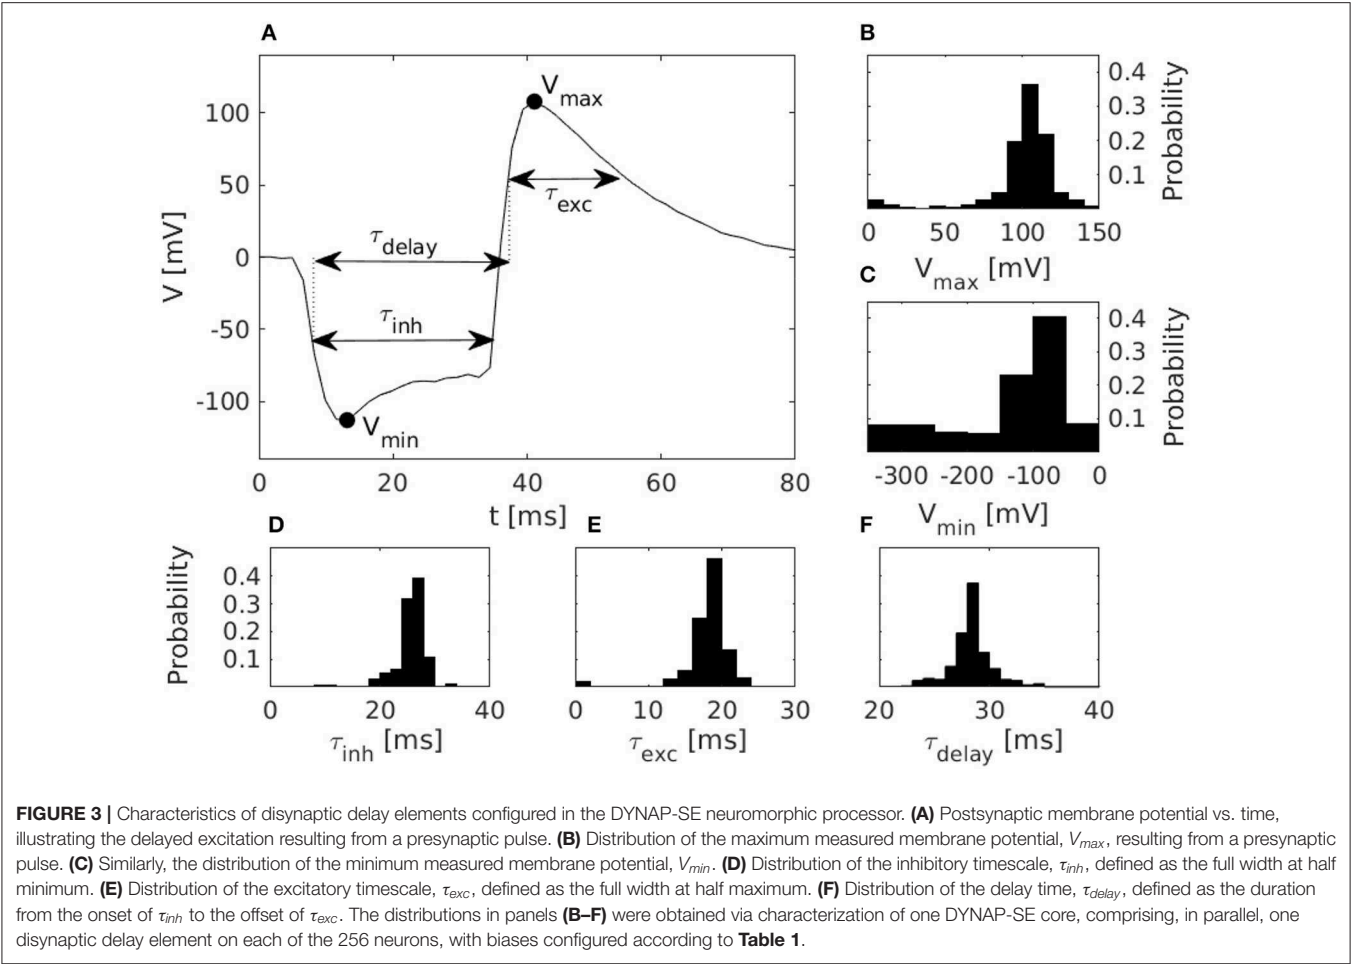 A
V [mV]
100
50
0
-50
-100
V max
τ exc
τ delay
τ inh
V min
0 20 40 60 80
t [ms]
B
0.4
0.3
0.2
0.1
Probability
0 50 100 150
V max [mV]
C
0.4
0.3
0.2
0.1
Probability
-300 -200 -100 0
V min [mV]
D
Probability
0.4
0.3
0.2
0.1
0 20 40
τ inh [ms]
E
0 10 20 30
τ exc [ms]
F
20 30 40
τ delay [ms]
FIGURE 3 | Characteristics of disynaptic delay elements configured in the DYNAP-SE neuromorphic processor. (A) Postsynaptic membrane potential vs. time,
illustrating the delayed excitation resulting from a presynaptic pulse. (B) Distribution of the maximum measured membrane potential, Vmax, resulting from a presynaptic
pulse. (C) Similarly, the distribution of the minimum measured membrane potential, Vmin. (D) Distribution of the inhibitory timescale, τinh, defined as the full width at half
minimum. (E) Distribution of the excitatory timescale, τexc, defined as the full width at half maximum. (F) Distribution of the delay time, τdelay, defined as the duration
from the onset of τinh to the offset of τexc. The distributions in panels (B–F) were obtained via characterization of one DYNAP-SE core, comprising, in parallel, one
disynaptic delay element on each of the 256 neurons, with biases configured according to Table 1.